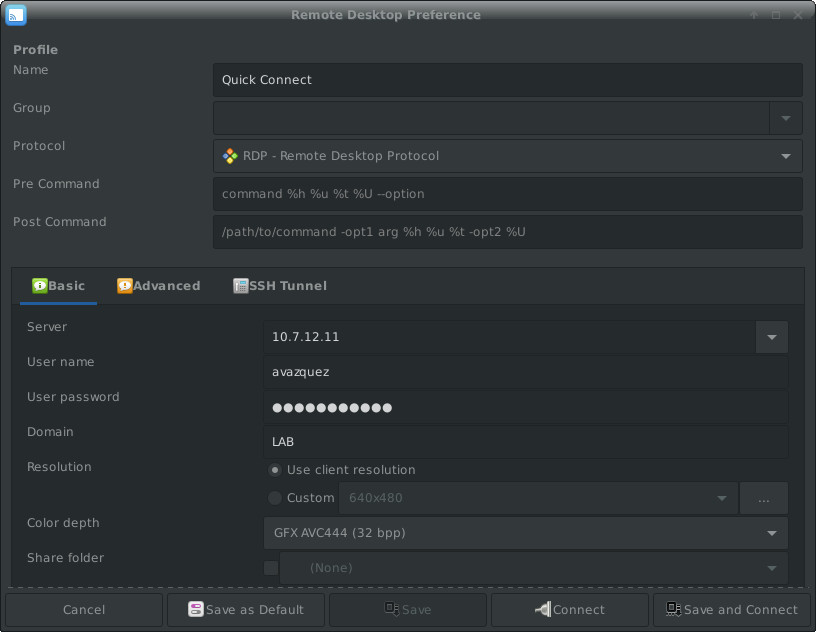 Remote Desktop Preference
Profile
Name
Quick Connect
Group
Protocol
RDP - Remote Desktop Protocol
Pre Command
command %h %u %t %U --option
Post Command
/path/to/command -opt1 arg %h %u %t -opt2 %U
Basic Advanced SSH Tunnel
Server
10.7.12.11
User name
avazquez
User password
●●●●●●●●●●●
Domain
LAB
Resolution
Use client resolution
Custom 640x480 ...
Color depth
GFX AVC444 (32 bpp)
Share folder
(None)
Cancel Save as Default Save Connect Save and Connect